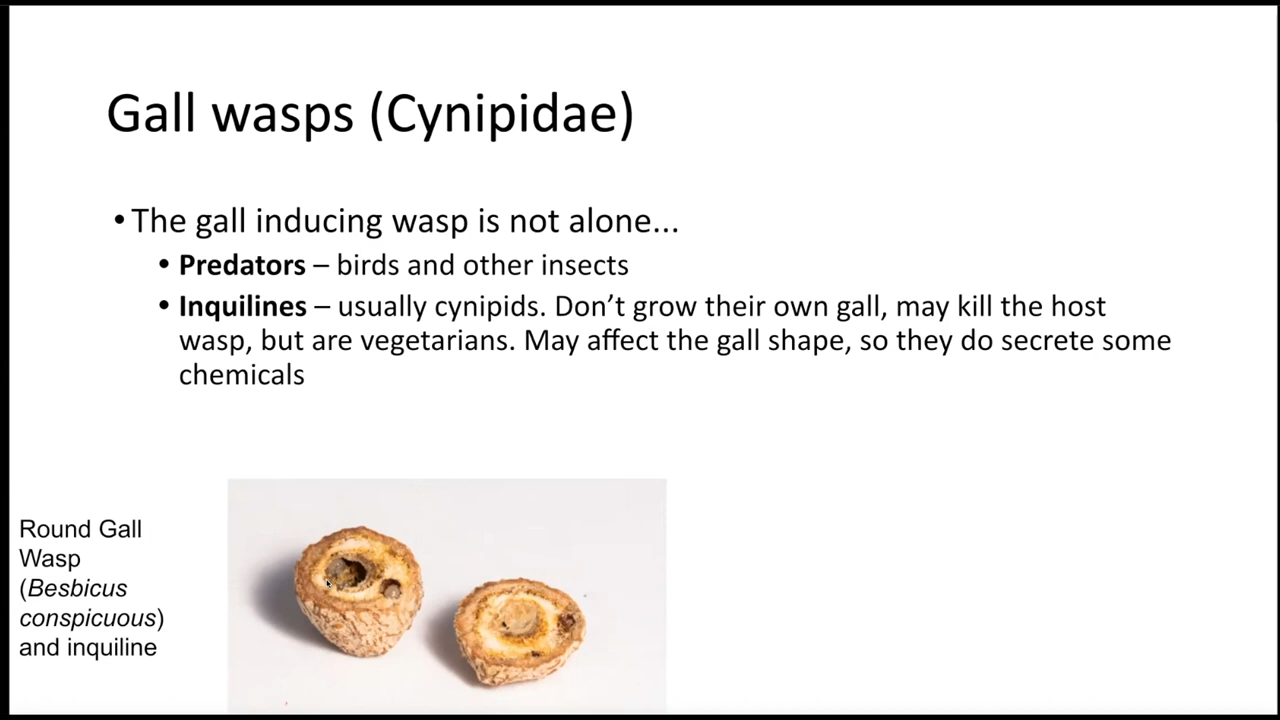 Gall wasps (Cynipidae)
• The gall inducing wasp is not alone...
• Predators – birds and other insects
• Inquilines – usually cynipids. Don’t grow their own gall, may kill the host
wasp, but are vegetarians. May affect the gall shape, so they do secrete some
chemicals
Round Gall
Wasp
(Besbicus
conspicuous)
and inquiline